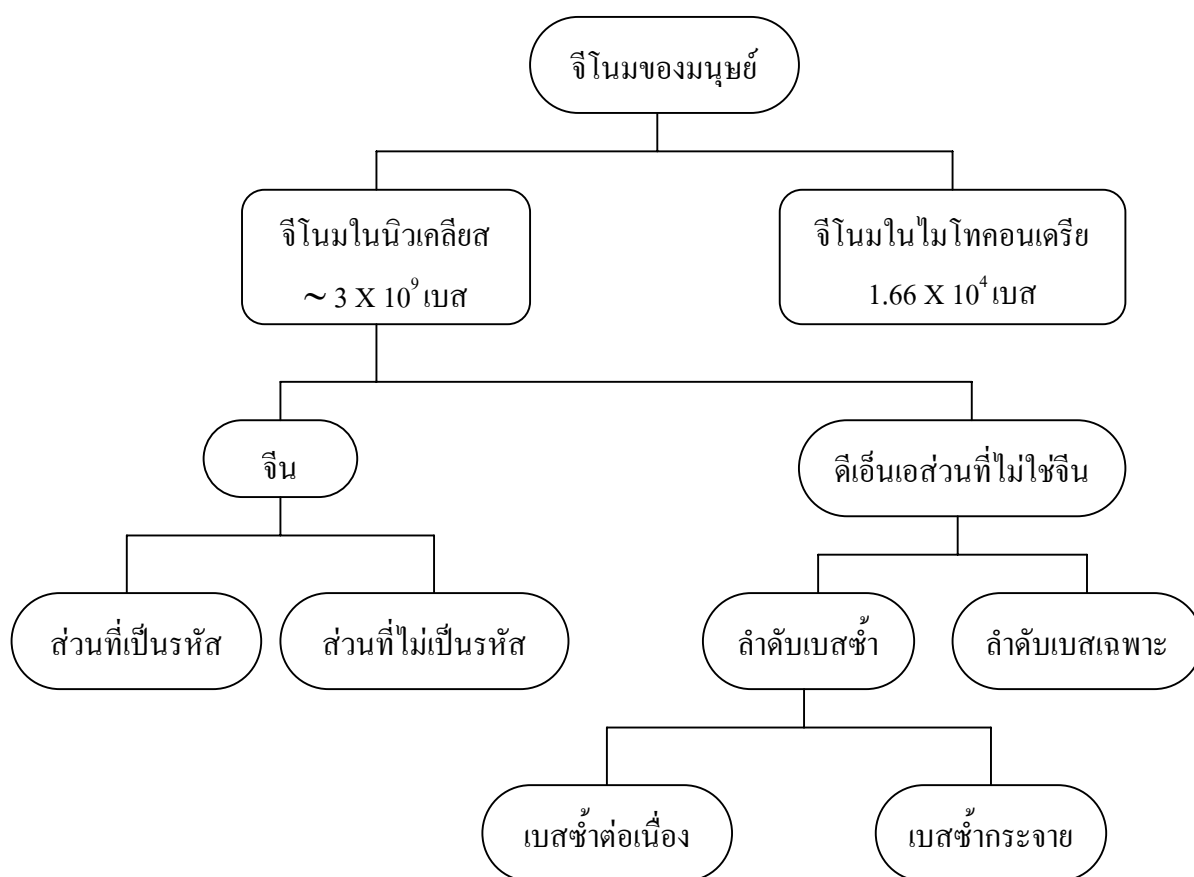 จีโนมของมนุษย์
จีโนมในนิวเคลียส
~ 3 X 10⁹ เบส
จีโนมในไมโทคอนเดรีย
1.66 X 10⁴ เบส
จีน
ดีเอ็นเอส่วนที่ไม่ใช่จีน
ส่วนที่เป็นรหัส
ส่วนที่ไม่เป็นรหัส
ลำดับเบสซ้ำ
ลำดับเบสเฉพาะ
เบสซ้ำต่อเนื่อง
เบสซ้ำกระจาย